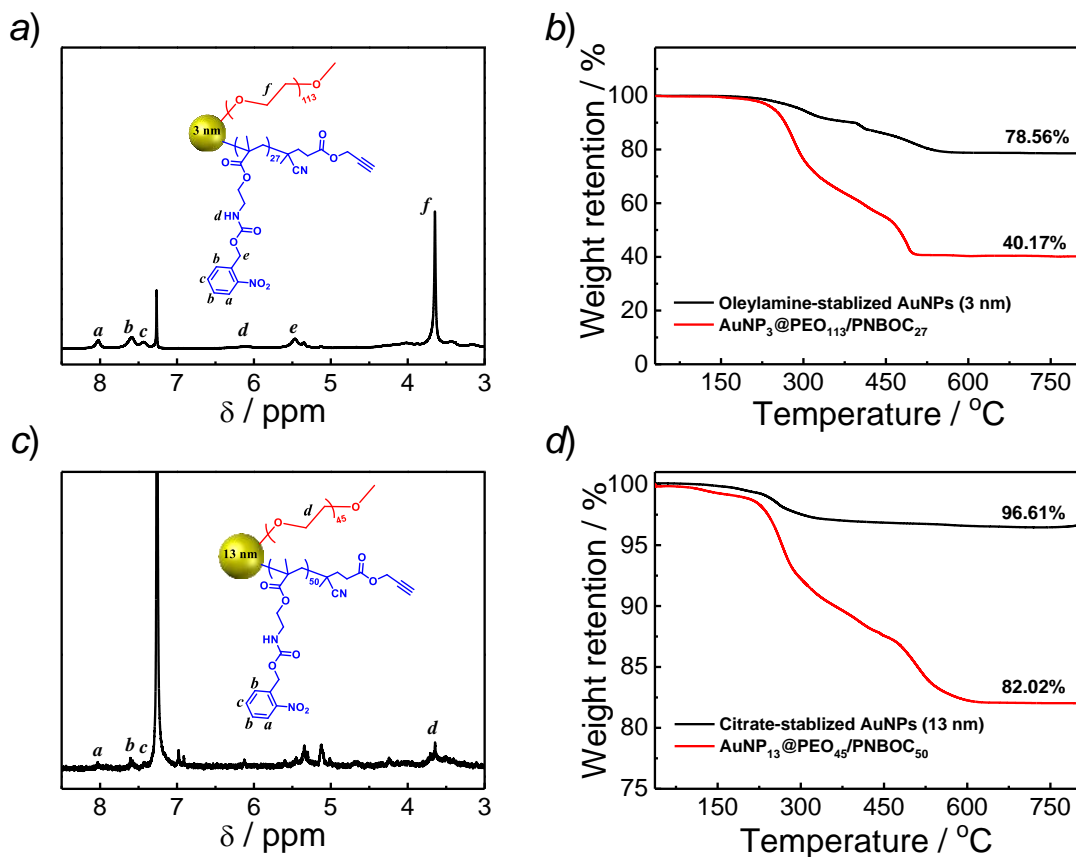 a)
f
O
O
113
3 nm
27
O
O
CN
O
O
d
HN
O
O
b
e
c
NO2
b
a
f
a
b
c
d
e
8
7
6
5
4
3
δ / ppm
b)
Weight retention / %
100
80
60
40
20
0
78.56%
40.17%
Oleylamine-stablized AuNPs (3 nm)
AuNP3@PEO113/PNBOC27
150
300
450
600
750
Temperature / °C
c)
d
O
O
45
13 nm
50
O
O
CN
O
O
HN
O
O
b
c
NO2
b
a
a
b
c
d
8
7
6
5
4
3
δ / ppm
d)
Weight retention / %
100
95
90
85
80
75
96.61%
82.02%
Citrate-stablized AuNPs (13 nm)
AuNP13@PEO45/PNBOC50
150
300
450
600
750
Temperature / °C